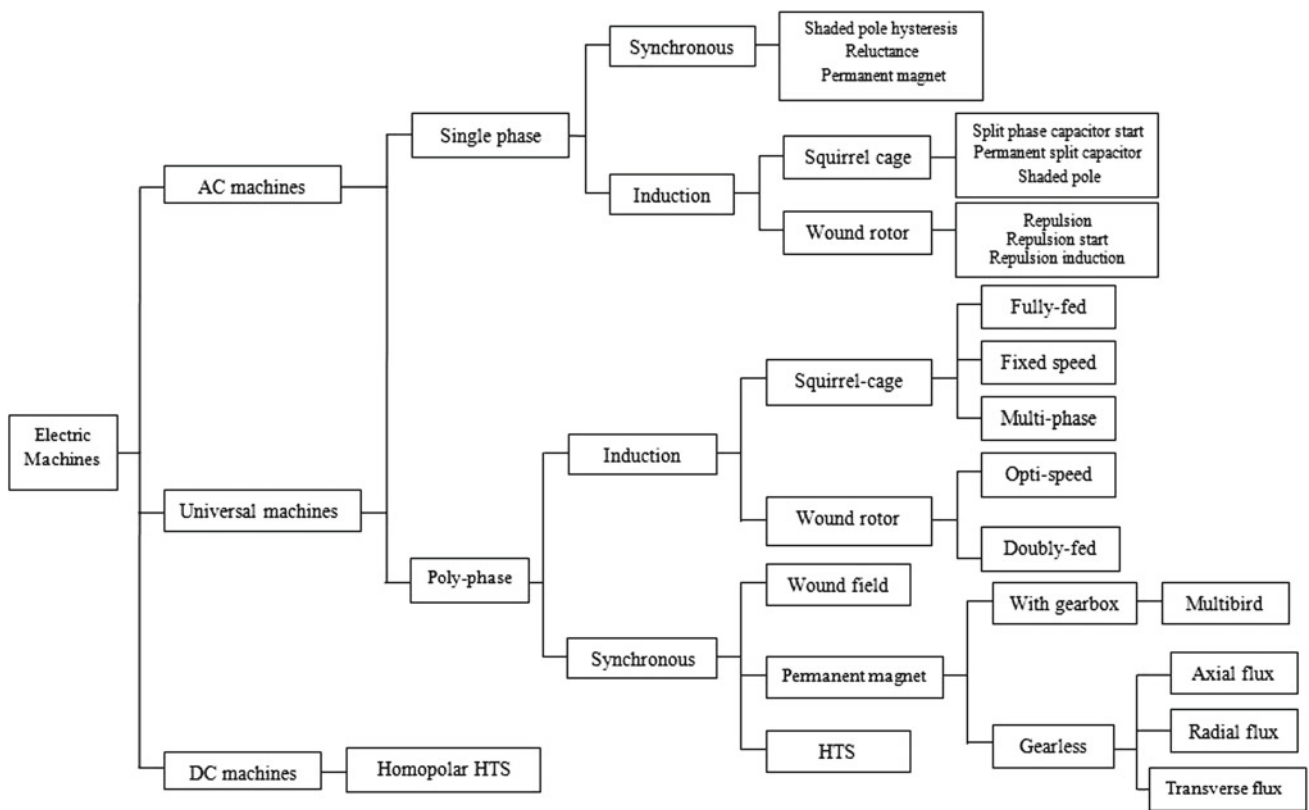 Electric
Machines
AC machines
Universal machines
DC machines
Homopolar HTS
Single phase
Poly-phase
Synchronous
Shaded pole hysteresis
Reluctance
Permanent magnet
Induction
Squirrel cage
Split phase capacitor start
Permanent split capacitor
Shaded pole
Wound rotor
Repulsion
Repulsion start
Repulsion induction
Induction
Squirrel-cage
Fully-fed
Fixed speed
Multi-phase
Wound rotor
Opti-speed
Doubly-fed
Synchronous
Wound field
Permanent magnet
HTS
With gearbox
Multibird
Gearless
Axial flux
Radial flux
Transverse flux